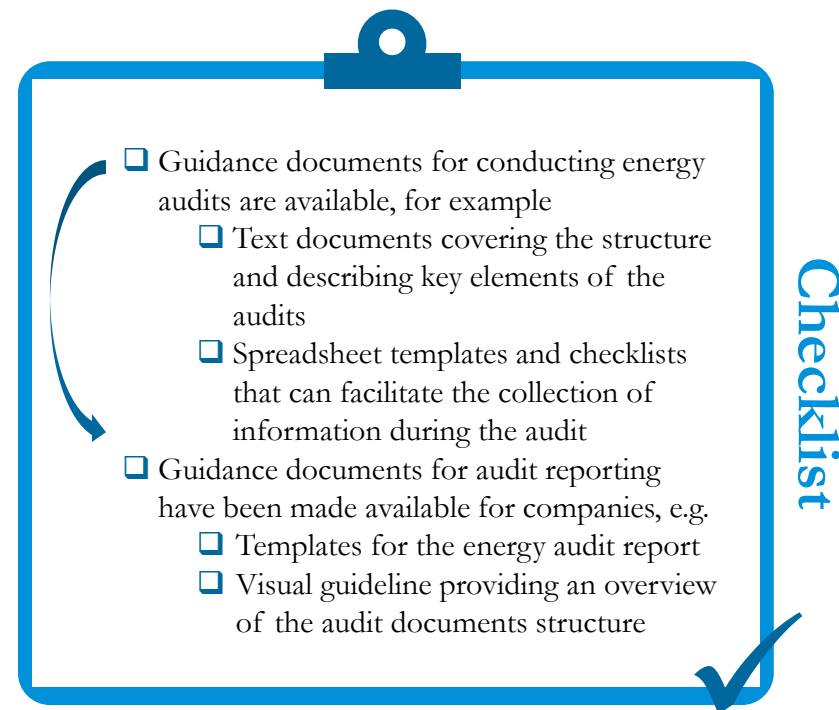 ❑ Guidance documents for conducting energy
audits are available, for example
❑ Text documents covering the structure
and describing key elements of the
audits
❑ Spreadsheet templates and checklists
that can facilitate the collection of
information during the audit
❑ Guidance documents for audit reporting
have been made available for companies, e.g.
❑ Templates for the energy audit report
❑ Visual guideline providing an overview
of the audit documents structure
Checklist